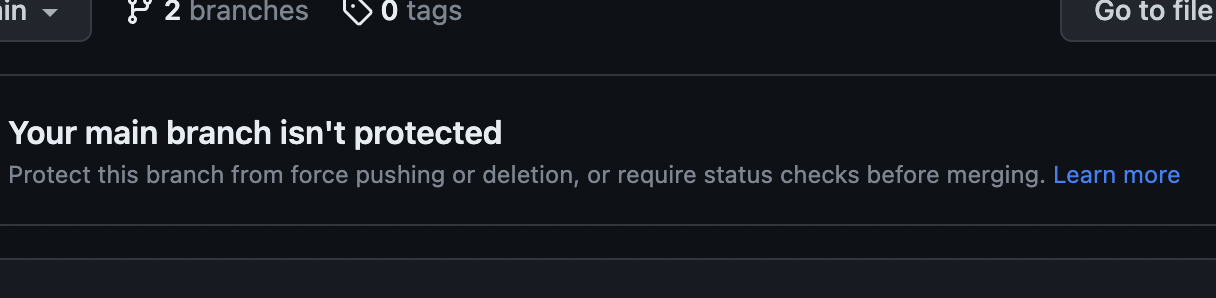 in 2 branches 0 tags Go to file
Your main branch isn't protected
Protect this branch from force pushing or deletion, or require status checks before merging. Learn more